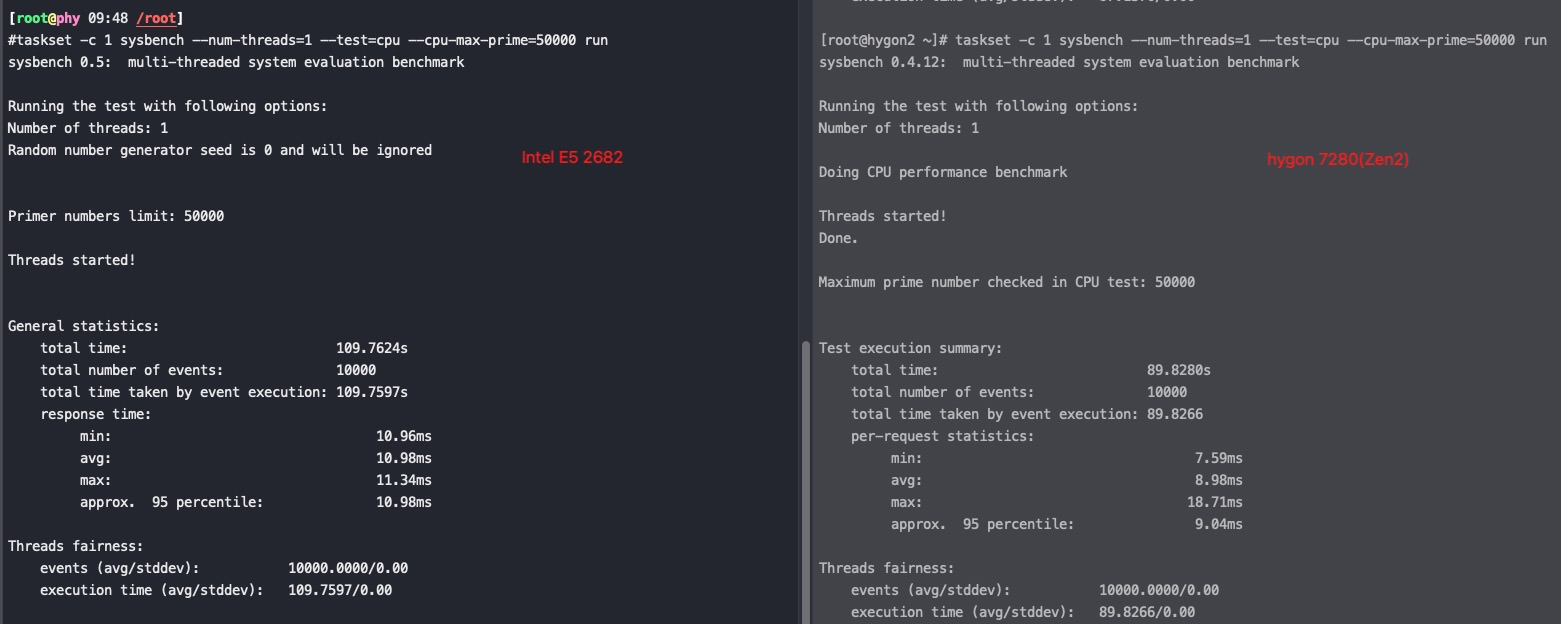 [root@phy 09:48 /root]
#taskset -c 1 sysbench --num-threads=1 --test=cpu --cpu-max-prime=50000 run
sysbench 0.5:  multi-threaded system evaluation benchmark
Running the test with following options:
Number of threads: 1
Random number generator seed is 0 and will be ignored
Intel E5 2682
Primer numbers limit: 50000
Threads started!
General statistics:
total time: 109.7624s
total number of events: 10000
total time taken by event execution: 109.7597s
response time:
min: 10.96ms
avg: 10.98ms
max: 11.34ms
approx.  95 percentile: 10.98ms
Threads fairness:
events (avg/stddev): 10000.0000/0.00
execution time (avg/stddev): 109.7597/0.00
[root@hygon2 ~]# taskset -c 1 sysbench --num-threads=1 --test=cpu --cpu-max-prime=50000 run
sysbench 0.4.12:  multi-threaded system evaluation benchmark
Running the test with following options:
Number of threads: 1
hygon 7280(Zen2)
Doing CPU performance benchmark
Threads started!
Done.
Maximum prime number checked in CPU test: 50000
Test execution summary:
total time: 89.8280s
total number of events: 10000
total time taken by event execution: 89.8266
per-request statistics:
min: 7.59ms
avg: 8.98ms
max: 18.71ms
approx.  95 percentile: 9.04ms
Threads fairness:
events (avg/stddev): 10000.0000/0.00
execution time (avg/stddev): 89.8266/0.00